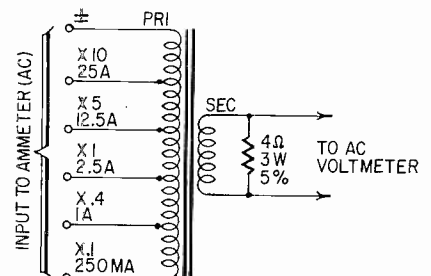 ±
PRI
X10
25A
X5
12.5A
X1
2.5A
X.4
1A
X.1
250MA
INPUT TO AMMETER (AC)
SEC
4Ω
3W
5%
TO AC
VOLTMETER